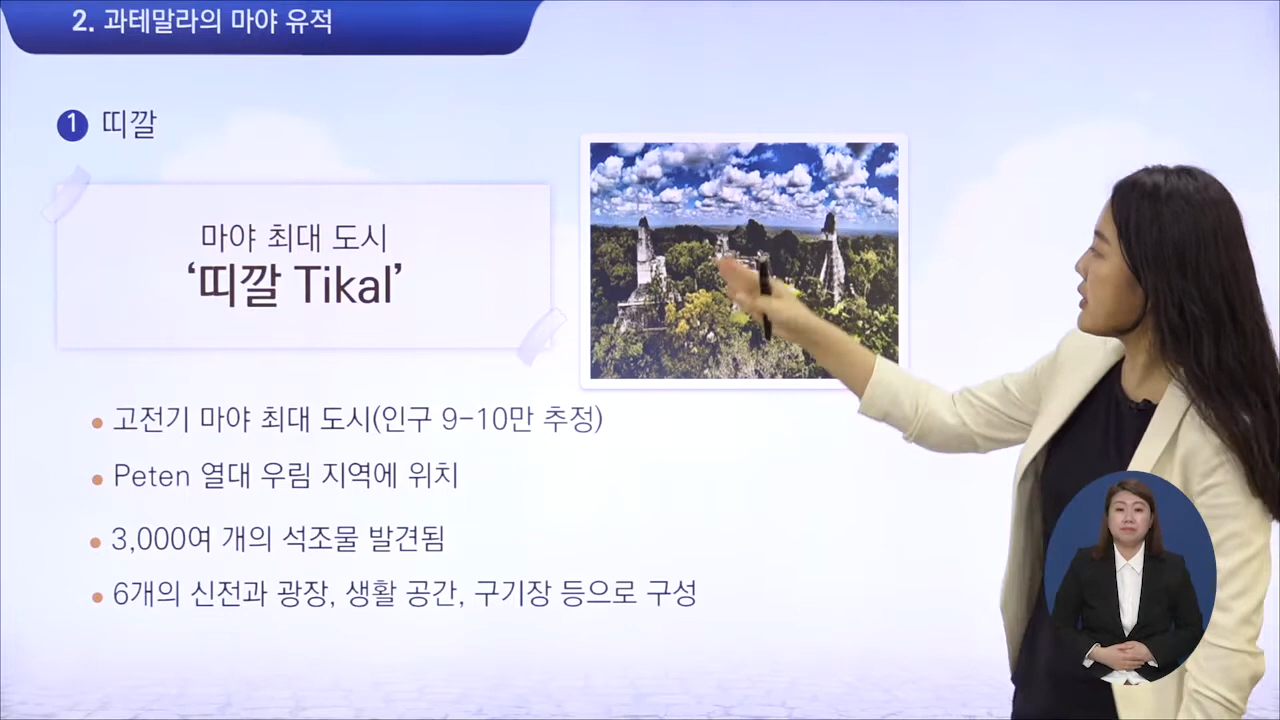 2. 과테말라의 마야 유적
1 띠깔
마야 최대 도시
‘띠깔 Tikal’
• 고전기 마야 최대 도시(인구 9-10만 추정)
• Peten 열대 우림 지역에 위치
• 3,000여 개의 석조물 발견됨
• 6개의 신전과 광장, 생활 공간, 구기장 등으로 구성